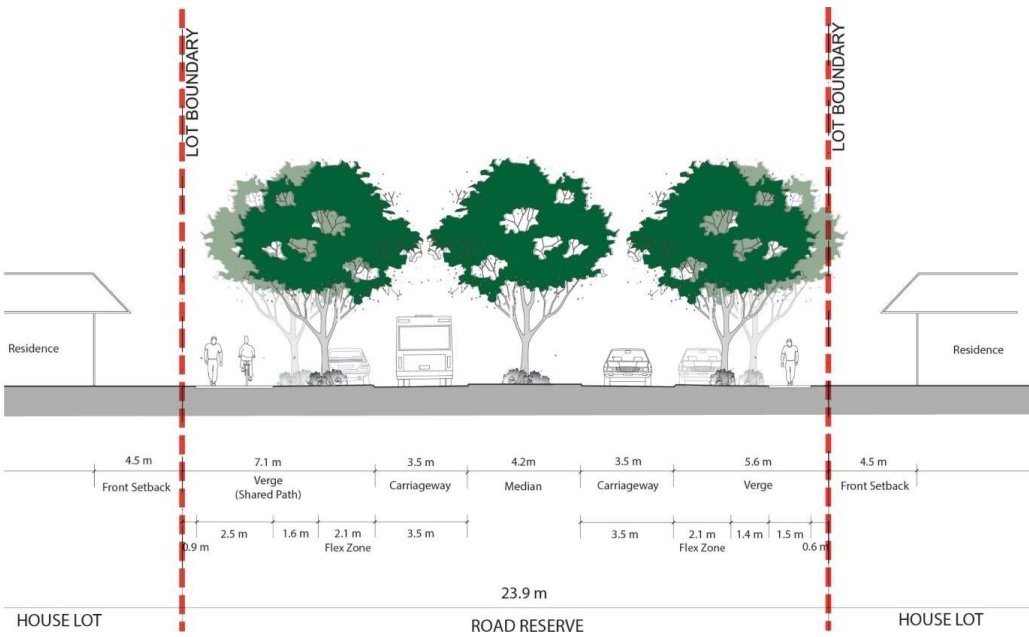 LOT BOUNDARY
LOT BOUNDARY
Residence
Residence
4.5 m
7.1 m
3.5 m
4.2m
3.5 m
5.6 m
4.5 m
Front Setback
Verge
(Shared Path)
Carriageway
Median
Carriageway
Verge
Front Setback
0.9 m
2.5 m
1.6 m
2.1 m
Flex Zone
3.5 m
3.5 m
2.1 m
Flex Zone
1.4 m
1.5 m
0.6 m
23.9 m
HOUSE LOT
ROAD RESERVE
HOUSE LOT